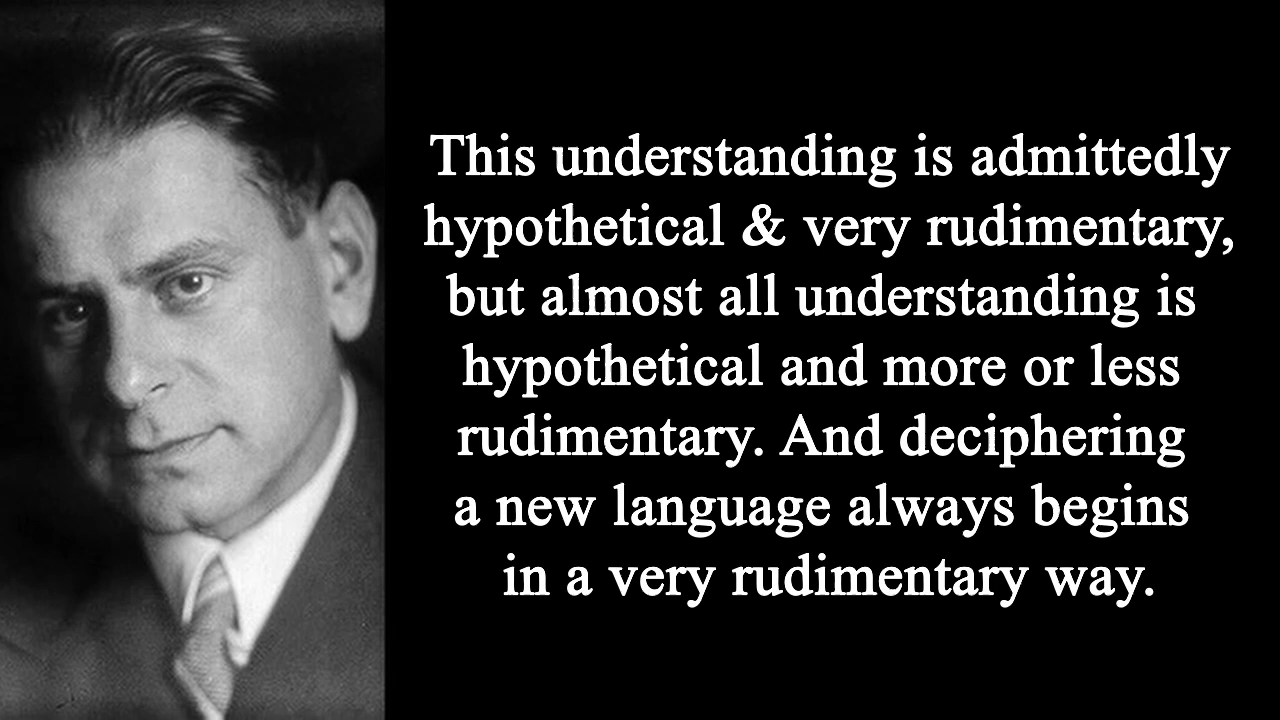 This understanding is admittedly
hypothetical & very rudimentary,
but almost all understanding is
hypothetical and more or less
rudimentary. And deciphering
a new language always begins
in a very rudimentary way.